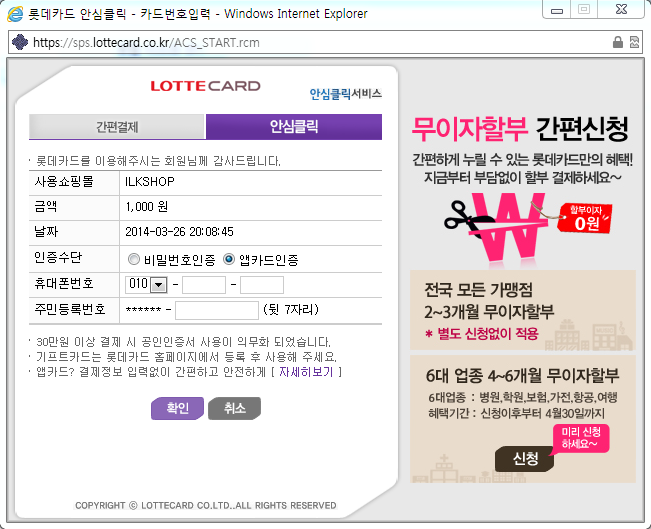 롯데카드 안심클릭 - 카드번호입력 - Windows Internet Explorer
https://sps.lottecard.co.kr/ACS_START.rcm
LOTTECARD
안심클릭서비스
간편결제 안심클릭
롯데카드를 이용해주시는 회원님께 감사드립니다.
사용쇼핑몰 ILKSHOP
금액 1,000 원
날짜 2014-03-26 20:08:45
인증수단 비밀번호인증 앱카드인증
휴대폰번호 010 - -
주민등록번호 ****** - (뒷 7자리)
30만원 이상 결제 시 공인인증서 사용이 의무화 되었습니다.
기프트카드는 롯데카드 홈페이지에서 등록 후 사용해 주세요.
앱카드? 결제정보 입력없이 간편하고 안전하게 [ 자세히보기 ]
확인 취소
COPYRIGHT ⓒ LOTTECARD CO.LTD..ALL RIGHTS RESERVED
무이자할부 간편신청
간편하게 누릴 수 있는 롯데카드만의 혜택!
지금부터 부담없이 할부 결제하세요~
₩
할부이자
0원
전국 모든 가맹점
2~3개월 무이자할부
* 별도 신청없이 적용
6대 업종 4~6개월 무이자할부
6대업종 : 병원,학원,보험,가전,항공,여행
혜택기간 : 신청이후부터 4월30일까지
미리 신청
하세요~
신청